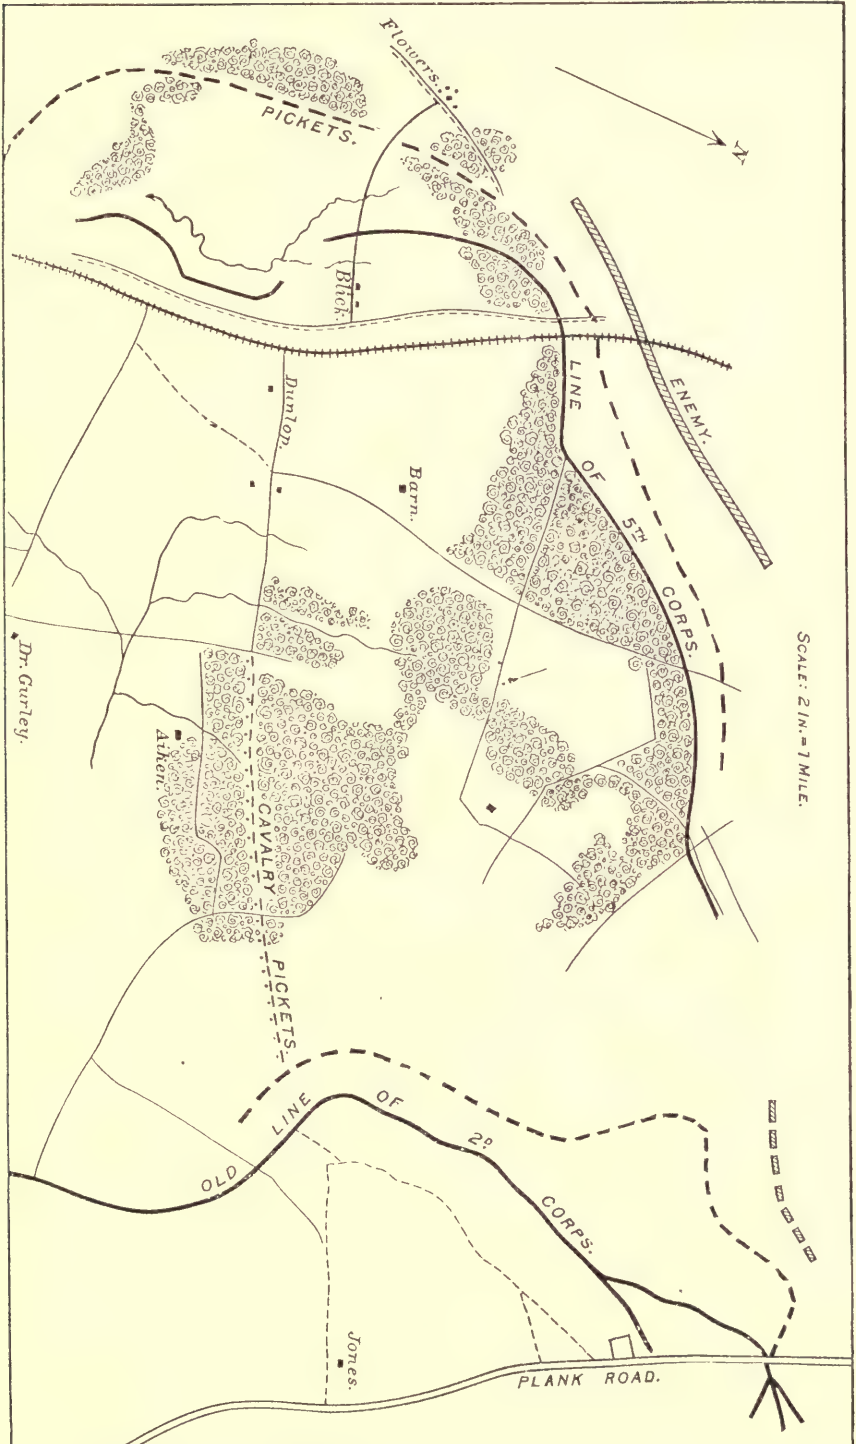 Flowers.
N.
PICKETS.
ENEMY.
Blick.
LINE OF 5TH CORPS.
Dunlop.
Barn.
SCALE: 2 IN.=1 MILE.
Dr. Gurley.
Aiken.
CAVALRY PICKETS.
OLD LINE OF 2D CORPS.
Jones.
PLANK ROAD.